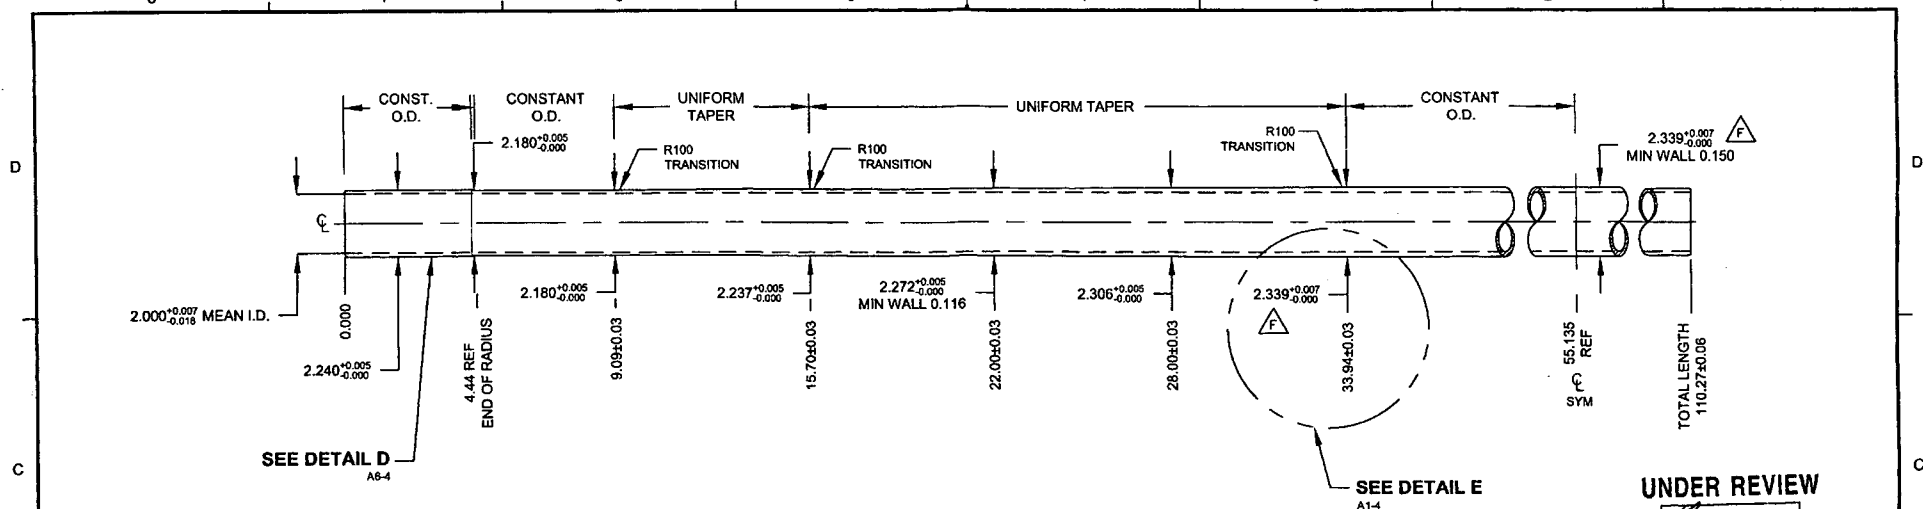 CONST.
O.D.
CONSTANT
O.D.
UNIFORM
TAPER
UNIFORM TAPER
CONSTANT
O.D.
2.180+0.005-0.000
R100
TRANSITION
R100
TRANSITION
R100
TRANSITION
2.339+0.007-0.000 F
MIN WALL 0.150
D
D
2.000+0.007-0.018 MEAN I.D.
0.000
2.240+0.005-0.000
4.44 REF
END OF RADIUS
2.180+0.005-0.000
9.09±0.03
2.237+0.005-0.000
15.70±0.03
2.272+0.005-0.000
MIN WALL 0.116
22.00±0.03
2.306+0.005-0.000
28.00±0.03
2.339+0.007-0.000
F
33.94±0.03
55.135
REF
℄
SYM
TOTAL LENGTH
110.27±0.06
℄
SEE DETAIL D
A6-4
SEE DETAIL E
A1-4
C
C
UNDER REVIEW